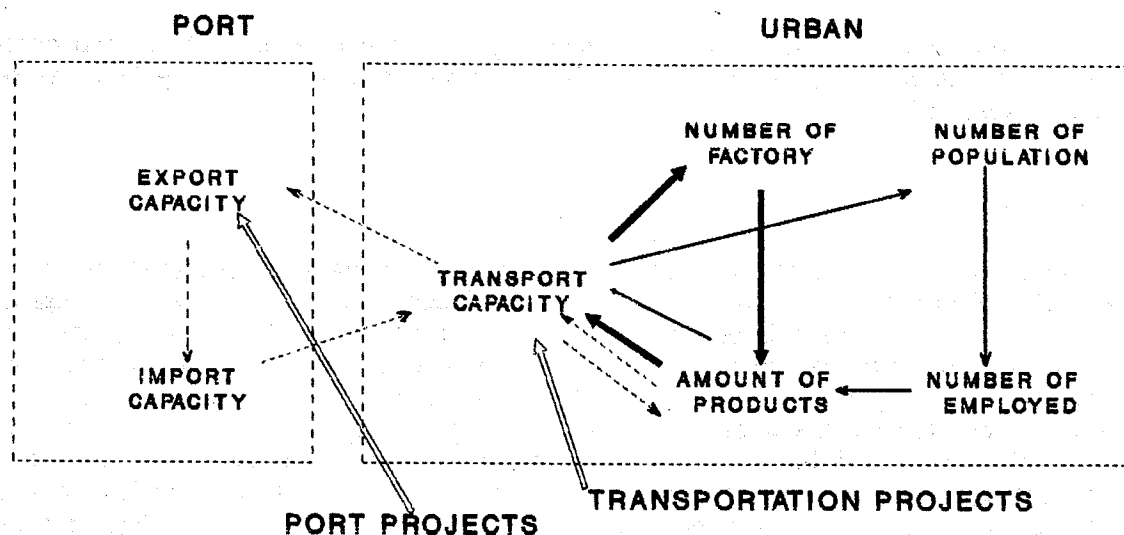 PORT
URBAN
NUMBER OF
FACTORY
NUMBER OF
POPULATION
EXPORT
CAPACITY
TRANSPORT
CAPACITY
IMPORT
CAPACITY
AMOUNT OF
PRODUCTS
NUMBER OF
EMPLOYED
TRANSPORTATION PROJECTS
PORT PROJECTS